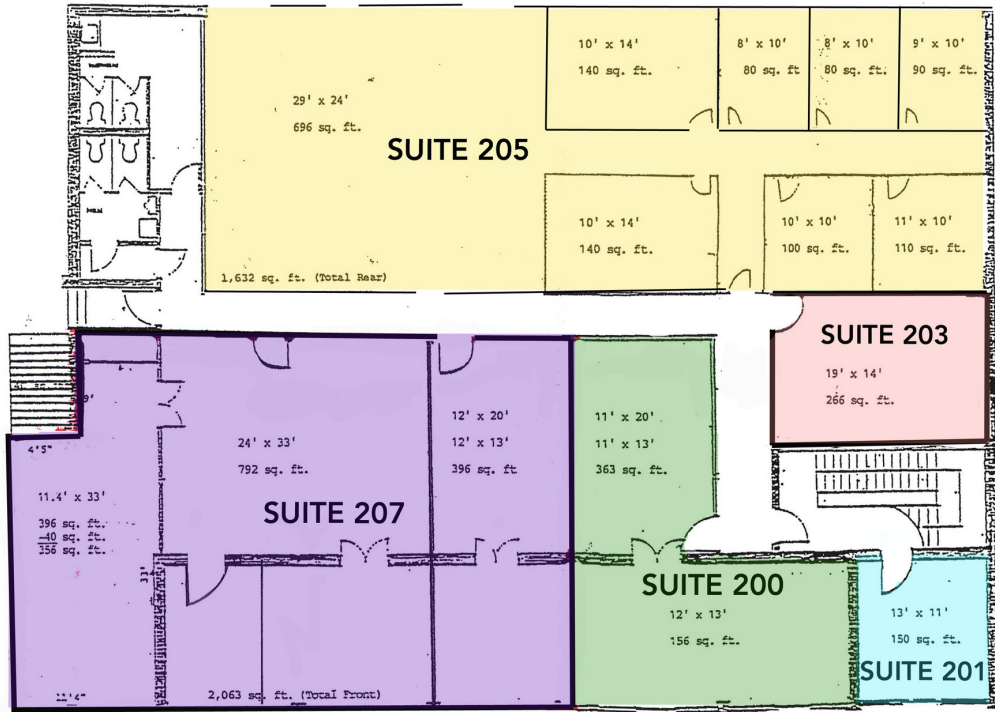 10' x 14'
140 sq. ft.
8' x 10'
80 sq. ft
8' x 10'
80 sq. ft.
9' x 10'
90 sq. ft.
29' x 24'
696 sq. ft.
SUITE 205
10' x 14'
140 sq. ft.
10' x 10'
100 sq. ft.
11' x 10'
110 sq. ft.
1,632 sq. ft. (Total Rear)
SUITE 203
19' x 14'
266 sq. ft.
9'
4'5"
11.4' x 33'
396 sq. ft.
-40 sq. ft.
356 sq. ft.
24' x 33'
792 sq. ft.
12' x 20'
12' x 13'
396 sq. ft.
SUITE 207
33'
11'4"
2,063 sq. ft. (Total Front)
11' x 20'
11' x 13'
363 sq. ft.
SUITE 200
12' x 13'
156 sq. ft.
13' x 11'
150 sq. ft.
SUITE 201